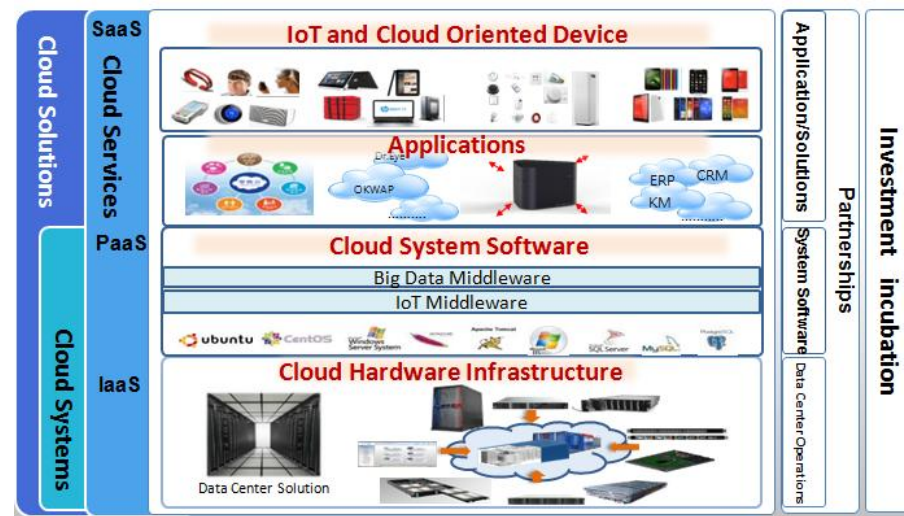 Cloud Solutions
Cloud Systems
SaaS
Cloud Services
PaaS
IaaS
IoT and Cloud Oriented Device
Applications
Dr.Eye
OKWAP
..........
ERP
CRM
KM
...........
Cloud System Software
Big Data Middleware
IoT Middleware
ubuntu
CentOS
Windows
Server System
Apache Tomcat
SQL Server
MySQL
PostgreSQL
Cloud Hardware Infrastructure
Data Center Solution
Application/Solutions
System Software
Data Center Operations
Partnerships
Investment incubation